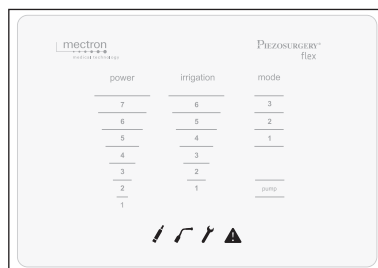 mectron
medical technology
PIEZOSURGERY®
flex
power
7
6
5
4
3
2
1
irrigation
6
5
4
3
2
1
mode
3
2
1
pump